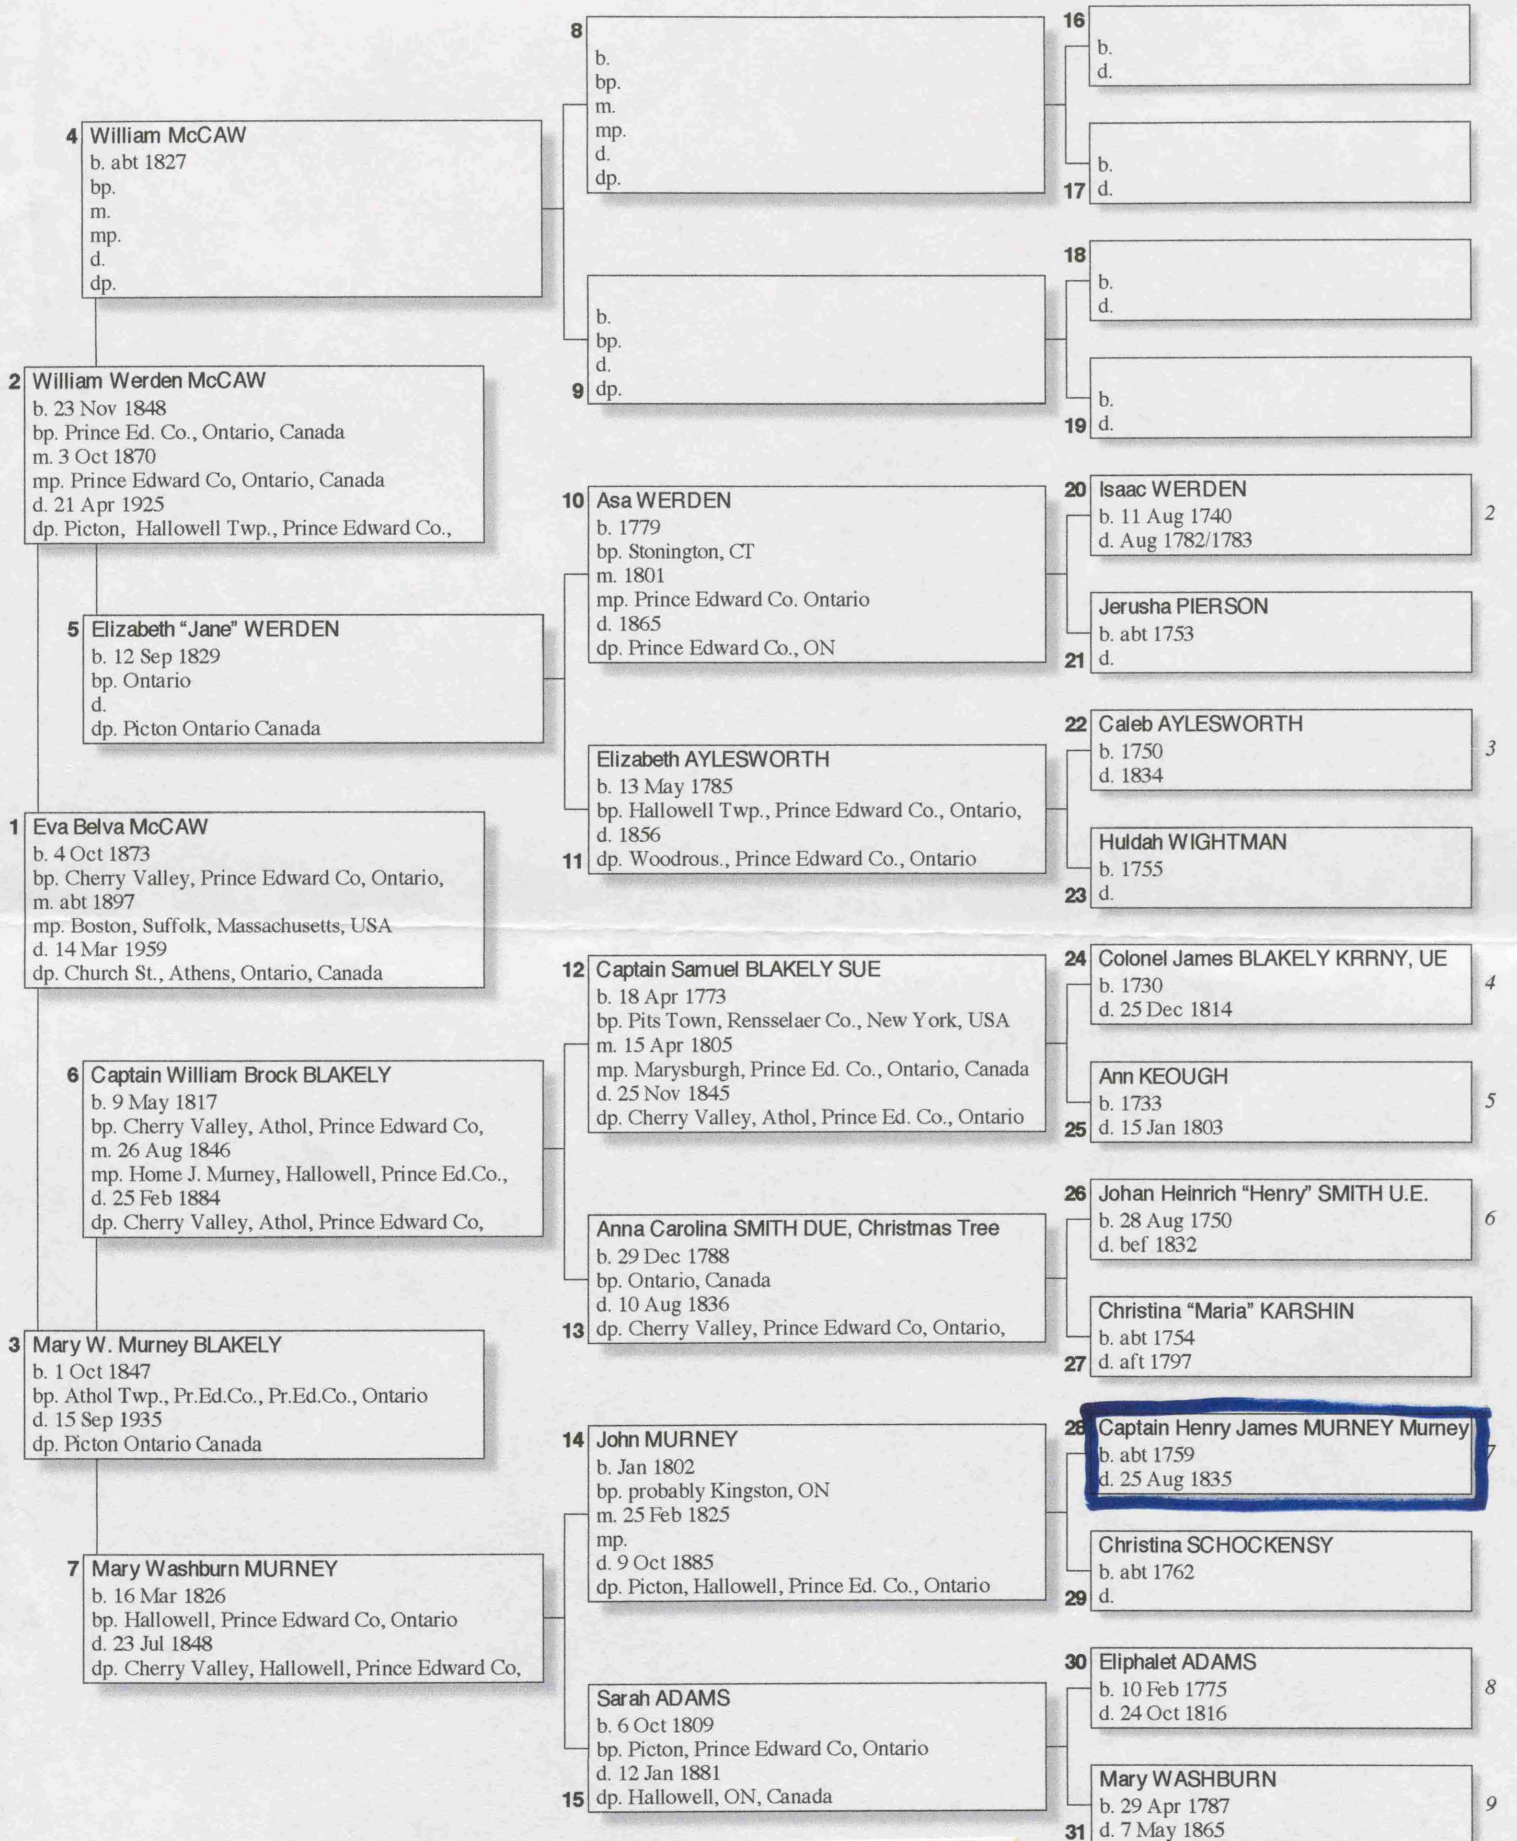 8
b.
bp.
m.
mp.
d.
dp.
16
b.
d.
b.
17 d.
4 William McCAW
b. abt 1827
bp.
m.
mp.
d.
dp.
b.
bp.
d.
9 dp.
18
b.
d.
b.
19 d.
2 William Werden McCAW
b. 23 Nov 1848
bp. Prince Ed. Co., Ontario, Canada
m. 3 Oct 1870
mp. Prince Edward Co, Ontario, Canada
d. 21 Apr 1925
dp. Picton, Hallowell Twp., Prince Edward Co.,
10 Asa WERDEN
b. 1779
bp. Stonington, CT
m. 1801
mp. Prince Edward Co. Ontario
d. 1865
dp. Prince Edward Co., ON
20 Isaac WERDEN
b. 11 Aug 1740
d. Aug 1782/1783
2
Jerusha PIERSON
b. abt 1753
21 d.
5 Elizabeth "Jane" WERDEN
b. 12 Sep 1829
bp. Ontario
d.
dp. Picton Ontario Canada
Elizabeth AYLESWORTH
b. 13 May 1785
bp. Hallowell Twp., Prince Edward Co., Ontario,
d. 1856
11 dp. Woodrous., Prince Edward Co., Ontario
22 Caleb AYLESWORTH
b. 1750
d. 1834
3
Huldah WIGHTMAN
b. 1755
23 d.
1 Eva Belva McCAW
b. 4 Oct 1873
bp. Cherry Valley, Prince Edward Co, Ontario,
m. abt 1897
mp. Boston, Suffolk, Massachusetts, USA
d. 14 Mar 1959
dp. Church St., Athens, Ontario, Canada
12 Captain Samuel BLAKELY SUE
b. 18 Apr 1773
bp. Pits Town, Rensselaer Co., New York, USA
m. 15 Apr 1805
mp. Marysburgh, Prince Ed. Co., Ontario, Canada
d. 25 Nov 1845
dp. Cherry Valley, Athol, Prince Ed. Co., Ontario
24 Colonel James BLAKELY KRRNY, UE
b. 1730
d. 25 Dec 1814
4
Ann KEOUGH
b. 1733
25 d. 15 Jan 1803
5
6 Captain William Brock BLAKELY
b. 9 May 1817
bp. Cherry Valley, Athol, Prince Edward Co,
m. 26 Aug 1846
mp. Home J. Murney, Hallowell, Prince Ed.Co.,
d. 25 Feb 1884
dp. Cherry Valley, Athol, Prince Edward Co,
Anna Carolina SMITH DUE, Christmas Tree
b. 29 Dec 1788
bp. Ontario, Canada
d. 10 Aug 1836
13 dp. Cherry Valley, Prince Edward Co, Ontario,
26 Johan Heinrich "Henry" SMITH U.E.
b. 28 Aug 1750
d. bef 1832
6
Christina "Maria" KARSHIN
b. abt 1754
27 d. aft 1797
3 Mary W. Murney BLAKELY
b. 1 Oct 1847
bp. Athol Twp., Pr.Ed.Co., Pr.Ed.Co., Ontario
d. 15 Sep 1935
dp. Picton Ontario Canada
14 John MURNEY
b. Jan 1802
bp. probably Kingston, ON
m. 25 Feb 1825
mp.
d. 9 Oct 1885
dp. Picton, Hallowell, Prince Ed. Co., Ontario
28 Captain Henry James MURNEY Murney
b. abt 1759
d. 25 Aug 1835
7
Christina SCHOCKENSY
b. abt 1762
29 d.
7 Mary Washburn MURNEY
b. 16 Mar 1826
bp. Hallowell, Prince Edward Co, Ontario
d. 23 Jul 1848
dp. Cherry Valley, Hallowell, Prince Edward Co,
Sarah ADAMS
b. 6 Oct 1809
bp. Picton, Prince Edward Co, Ontario
d. 12 Jan 1881
15 dp. Hallowell, ON, Canada
30 Eliphalet ADAMS
b. 10 Feb 1775
d. 24 Oct 1816
8
Mary WASHBURN
b. 29 Apr 1787
31 d. 7 May 1865
9